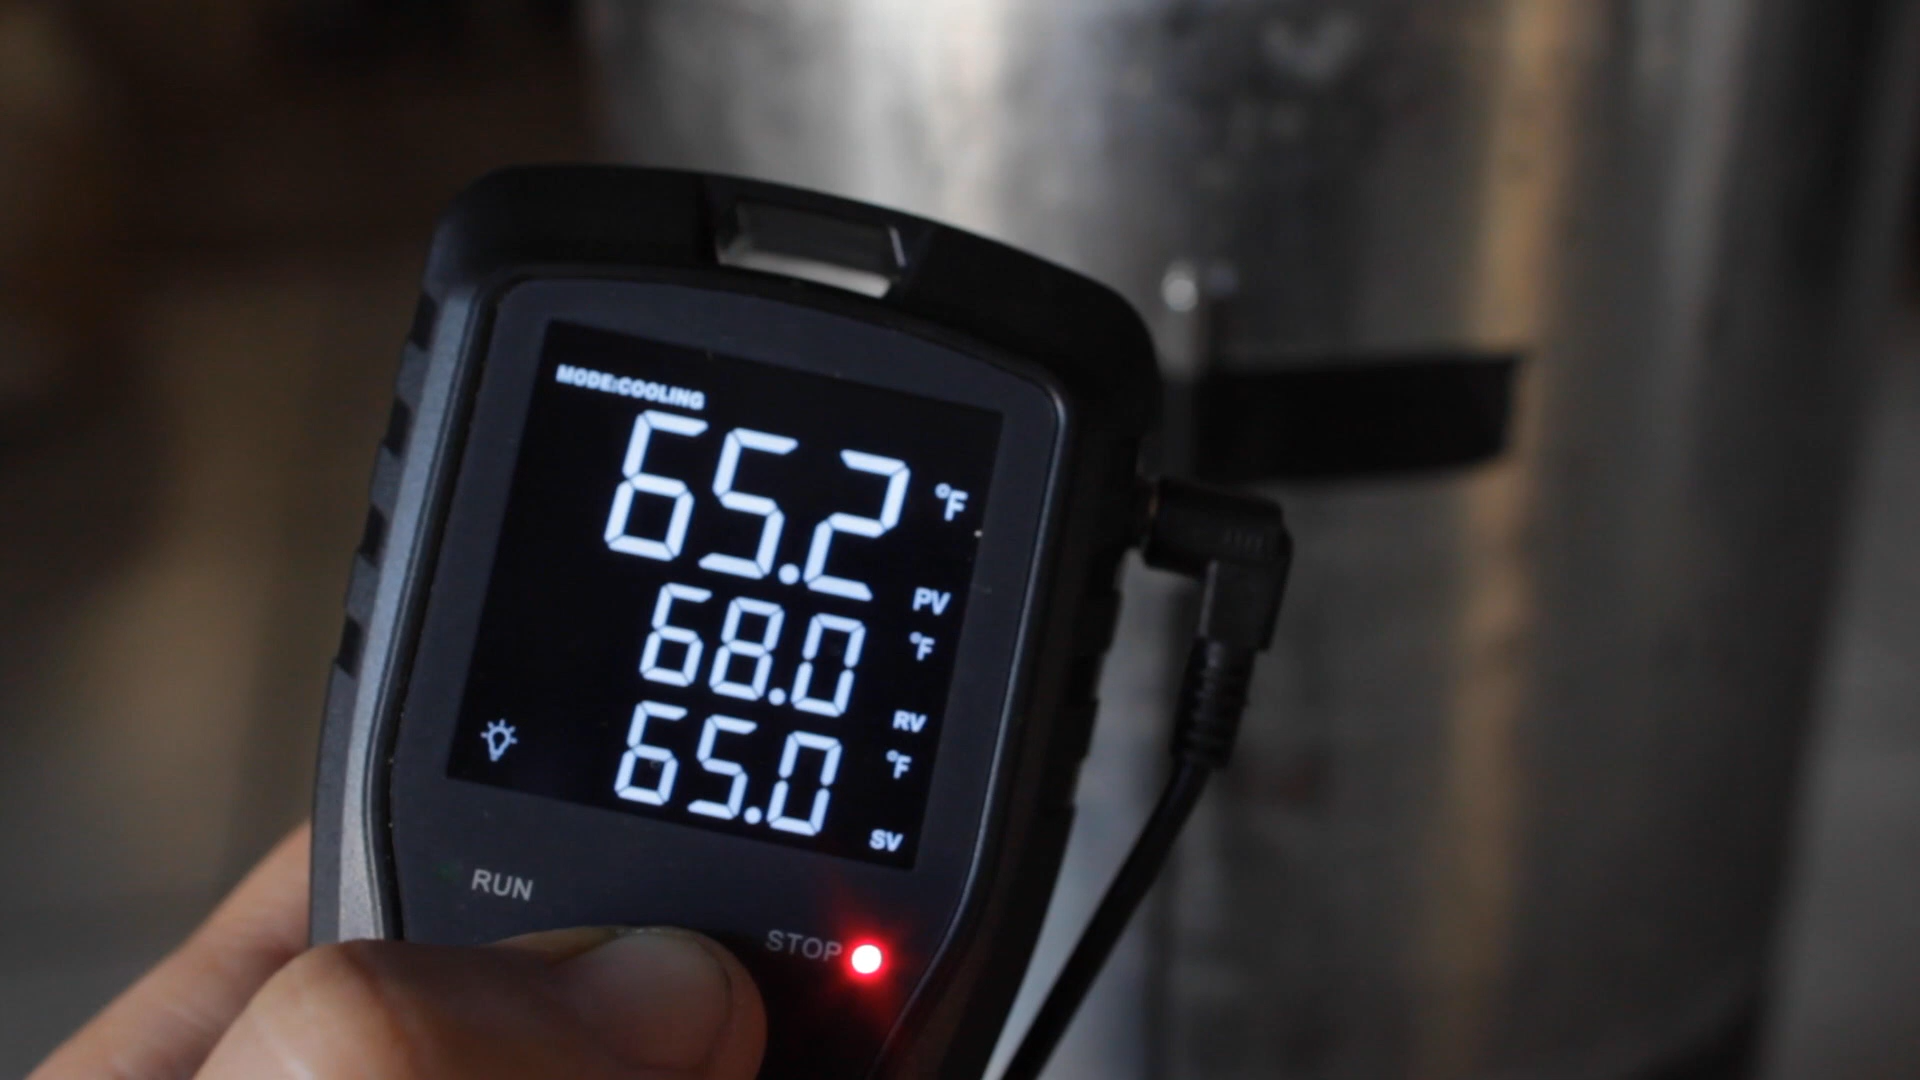 MODE:COOLING
65.2 °F
PV
68.0 °F
RV
65.0 °F
SV
RUN
STOP